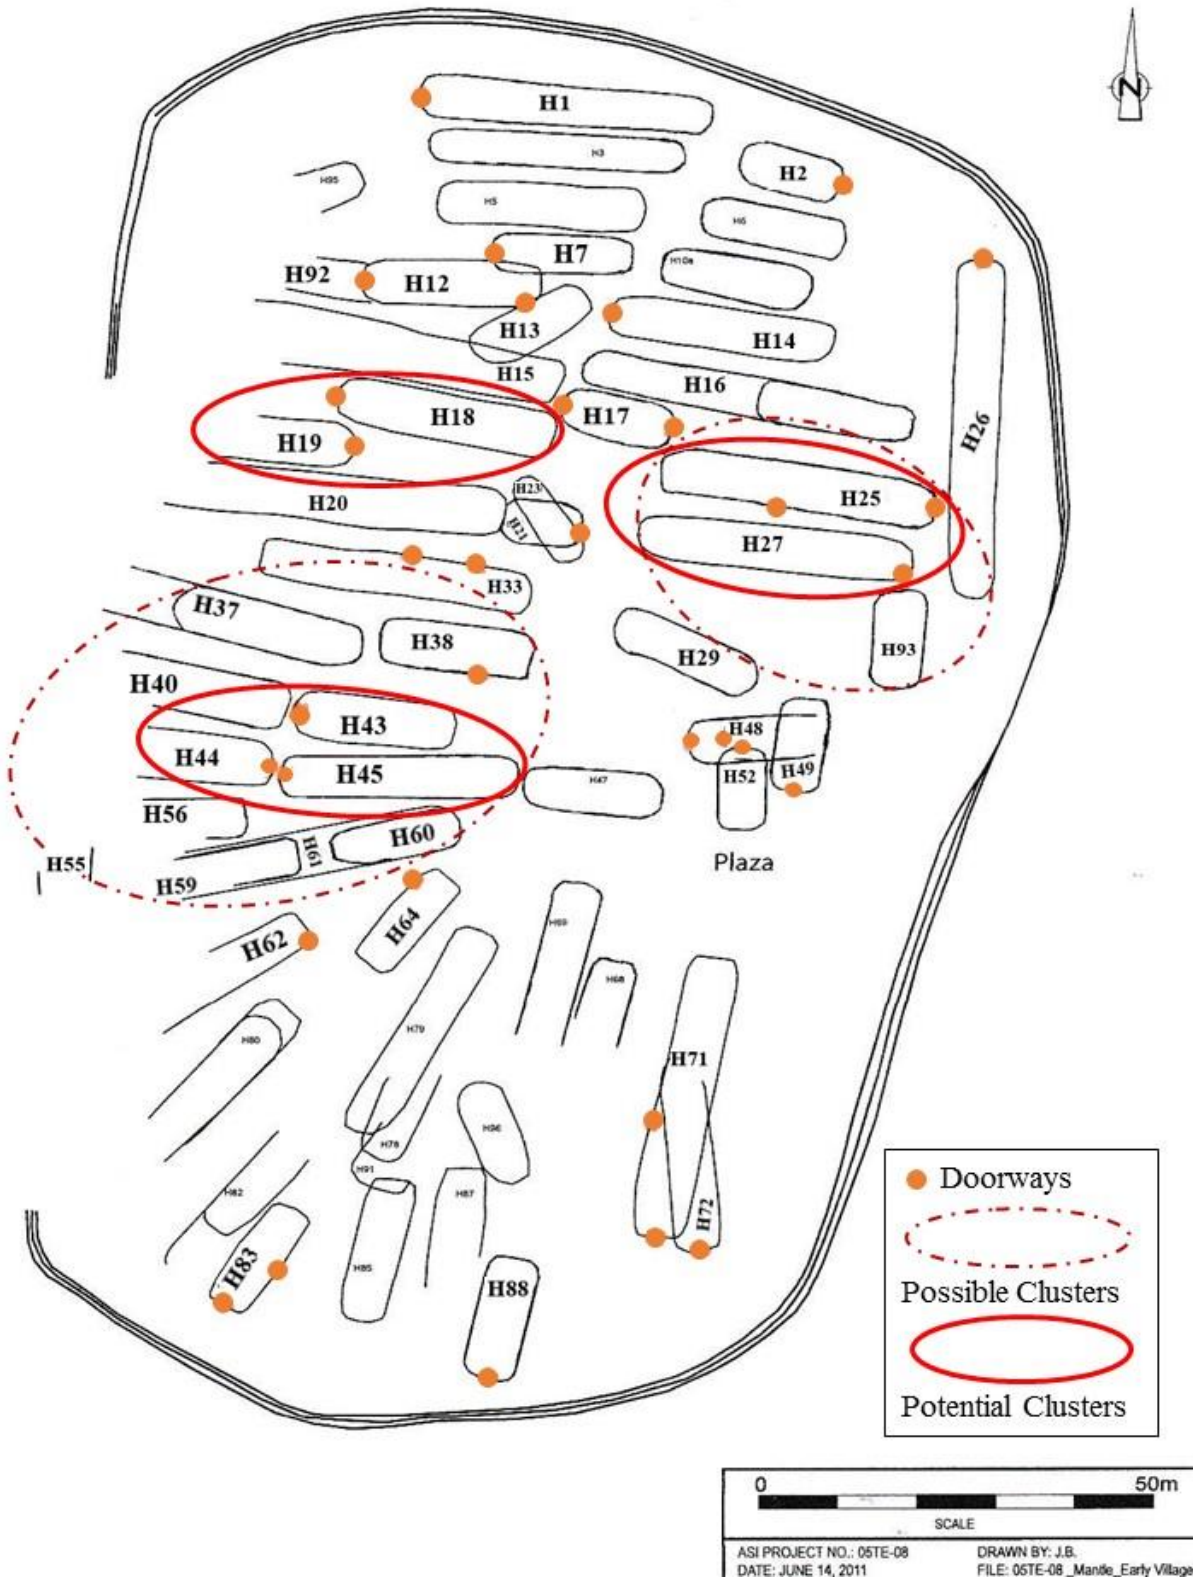 N
H1
H3
H2
H95
H5
H6
H7
H10a
H92
H12
H13
H14
H15
H16
H18
H17
H26
H19
H25
H23
H20
H21
H27
H33
H37
H38
H29
H93
H40
H43
H48
H44
H45
H47
H52
H49
H56
H60
H61
Plaza
H55
H59
H64
H69
H62
H68
H79
H80
H71
H96
H78
H91
H82
H87
H72
H83
H85
H88
Doorways
Possible Clusters
Potential Clusters
0 50m
SCALE
ASI PROJECT NO.: 05TE-08 DRAWN BY: J.B.
DATE: JUNE 14, 2011 FILE: 05TE-08 _Mantle_Early Village